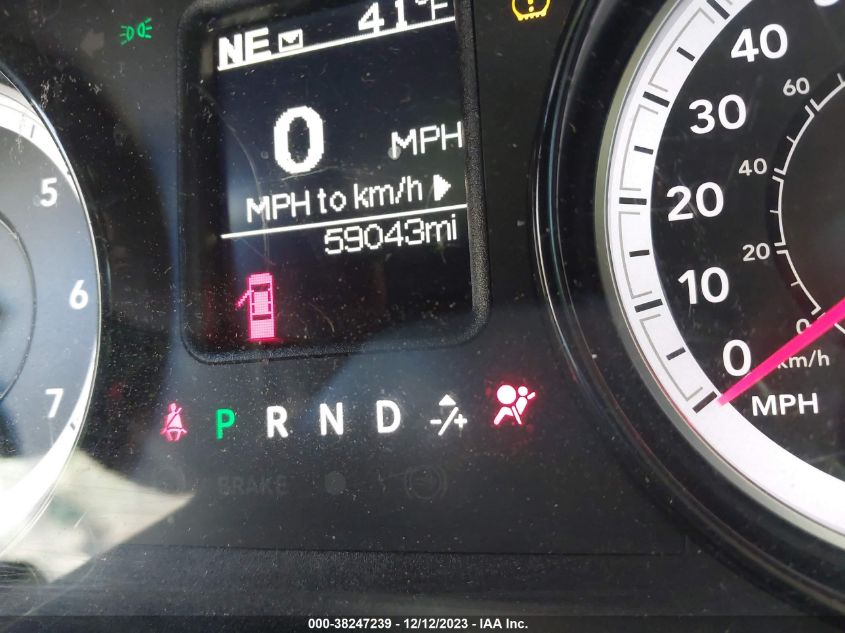 NE 41°F
0 MPH
MPH to km/h
59043mi
5
6
7
P R N D -/+
BRAKE
40
30
20
10
0
60
40
20
0
km/h
MPH
000-38247239 - 12/12/2023 - IAA Inc.